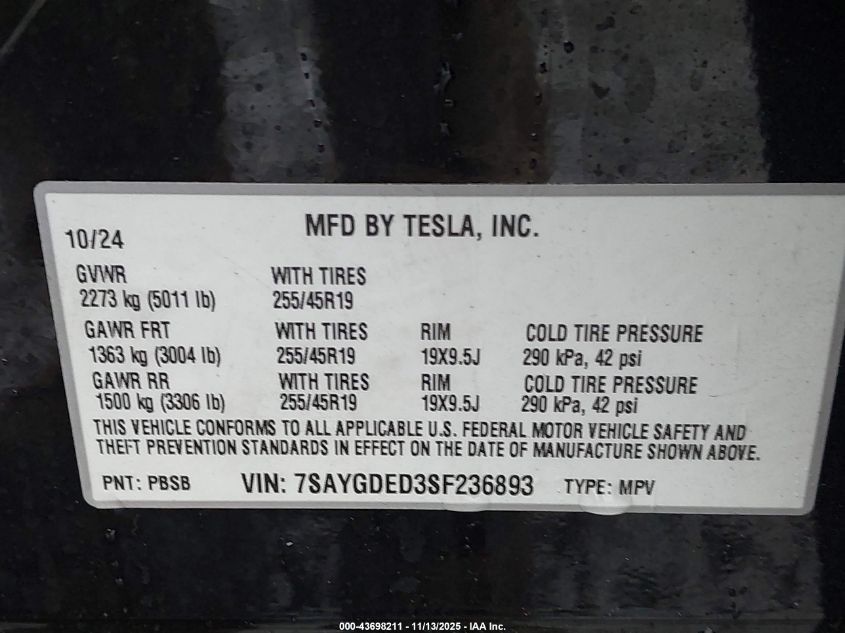 MFD BY TESLA, INC.
10/24
GVWR WITH TIRES
2273 kg (5011 lb) 255/45R19
GAWR FRT WITH TIRES RIM COLD TIRE PRESSURE
1363 kg (3004 lb) 255/45R19 19X9.5J 290 kPa, 42 psi
GAWR RR WITH TIRES RIM COLD TIRE PRESSURE
1500 kg (3306 lb) 255/45R19 19X9.5J 290 kPa, 42 psi
THIS VEHICLE CONFORMS TO ALL APPLICABLE U.S. FEDERAL MOTOR VEHICLE SAFETY AND
THEFT PREVENTION STANDARDS IN EFFECT ON THE DATE OF MANUFACTURE SHOWN ABOVE.
PNT: PBSB VIN: 7SAYGDED3SF236893 TYPE: MPV
000-43698211 - 11/13/2025 - IAA Inc.